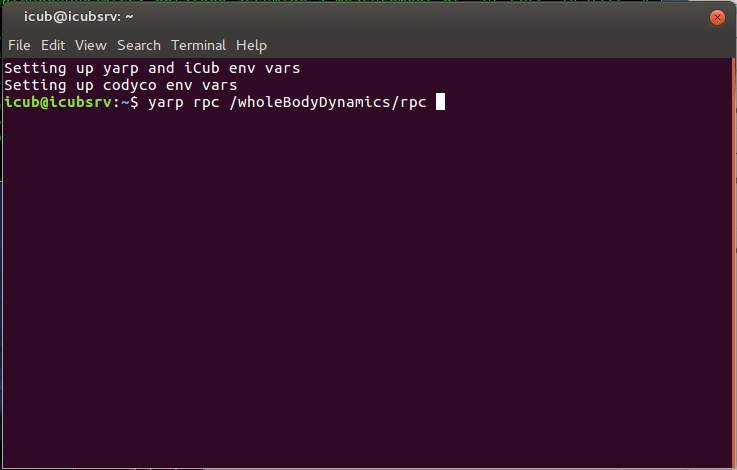 icub@icubsrv: ~
File Edit View Search Terminal Help
Setting up yarp and iCub env vars
Setting up codyco env vars
icub@icubsrv:~$ yarp rpc /wholeBodyDynamics/rpc